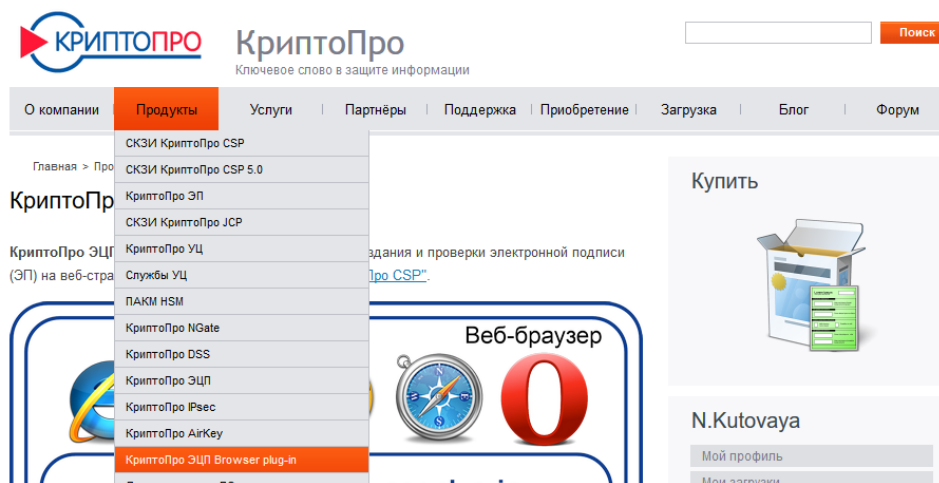 КРИПТОПРО
КриптоПро
Ключевое слово в защите информации
Поиск
О компании
Продукты
Услуги
Партнёры
Поддержка
Приобретение
Загрузка
Блог
Форум
СКЗИ КриптоПро CSP
СКЗИ КриптоПро CSP 5.0
КриптоПро ЭП
СКЗИ КриптоПро JCP
КриптоПро УЦ
Службы УЦ
ПАКМ HSM
КриптоПро NGate
КриптоПро DSS
КриптоПро ЭЦП
КриптоПро IPsec
КриптоПро AirKey
КриптоПро ЭЦП Browser plug-in
Главная > Про
КриптоПр
КриптоПро ЭЦП здания и проверки электронной подписи
(ЭП) на веб-стра Про CSP".
Веб-браузер
Купить
N.Kutovaya
Мой профиль
Мои загрузки